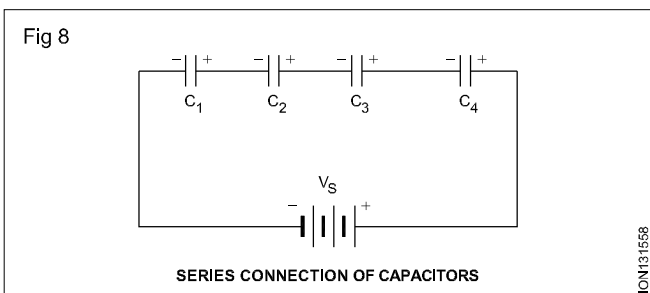 Fig 8
– + – + – + – +
C1 C2 C3 C4
VS
– +
SERIES CONNECTION OF CAPACITORS
ION131558